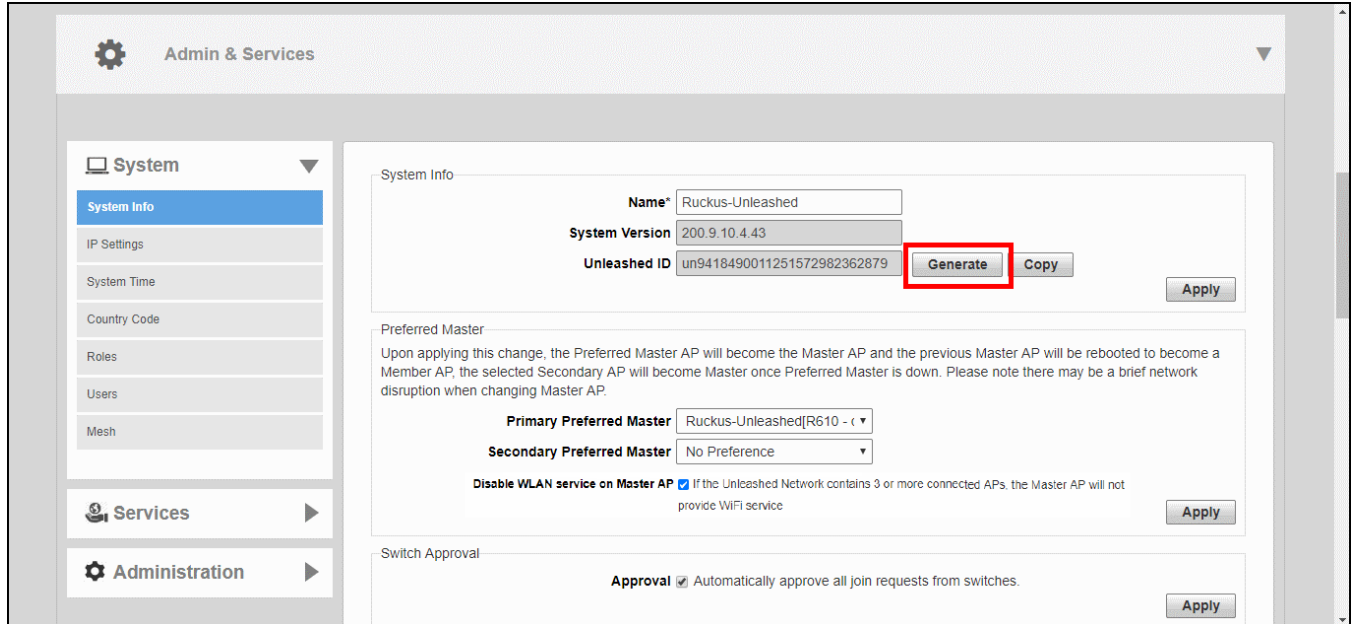 Admin & Services
System
System Info
IP Settings
System Time
Country Code
Roles
Users
Mesh
Services
Administration
System Info
Name* Ruckus-Unleashed
System Version 200.9.10.4.43
Unleashed ID un9418490011251572982362879 Generate Copy
Apply
Preferred Master
Upon applying this change, the Preferred Master AP will become the Master AP and the previous Master AP will be rebooted to become a
Member AP, the selected Secondary AP will become Master once Preferred Master is down. Please note there may be a brief network
disruption when changing Master AP.
Primary Preferred Master Ruckus-Unleashed[R610 - c
Secondary Preferred Master No Preference
Disable WLAN service on Master AP If the Unleashed Network contains 3 or more connected APs, the Master AP will not
provide WiFi service
Apply
Switch Approval
Approval Automatically approve all join requests from switches.
Apply